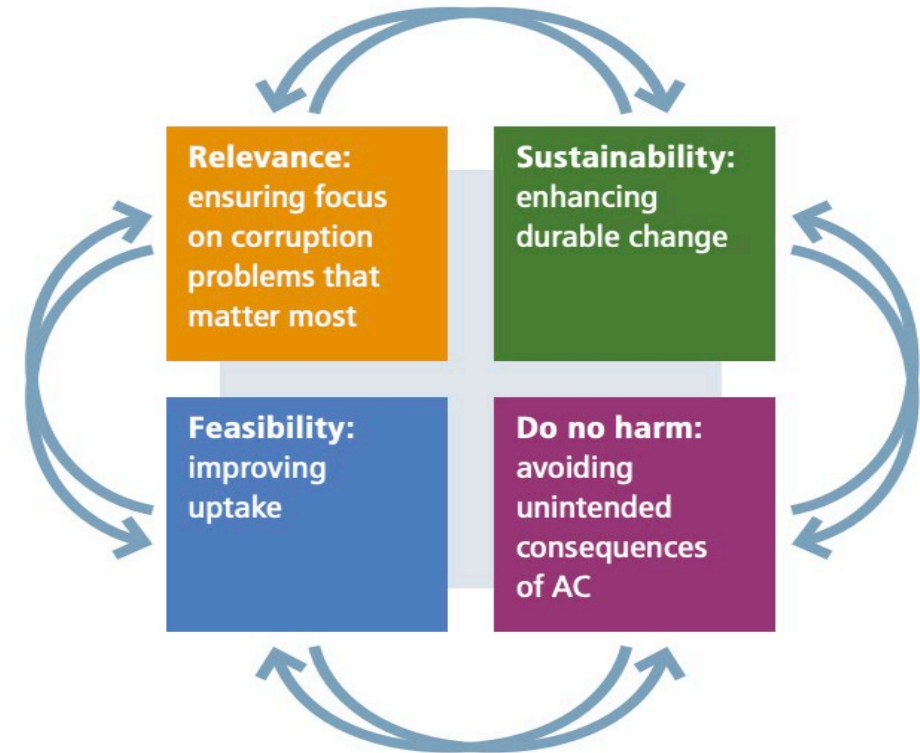 Relevance:
ensuring focus
on corruption
problems that
matter most
Sustainability:
enhancing
durable change
Feasibility:
improving
uptake
Do no harm:
avoiding
unintended
consequences
of AC